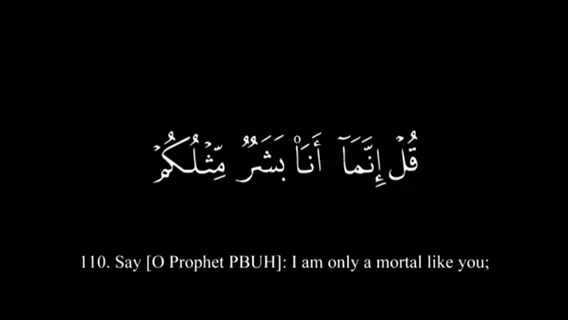 قُلْ إِنَّمَآ أَنَا۠ بَشَرٌ مِّثْلُكُمْ
110. Say [O Prophet PBUH]: I am only a mortal like you;